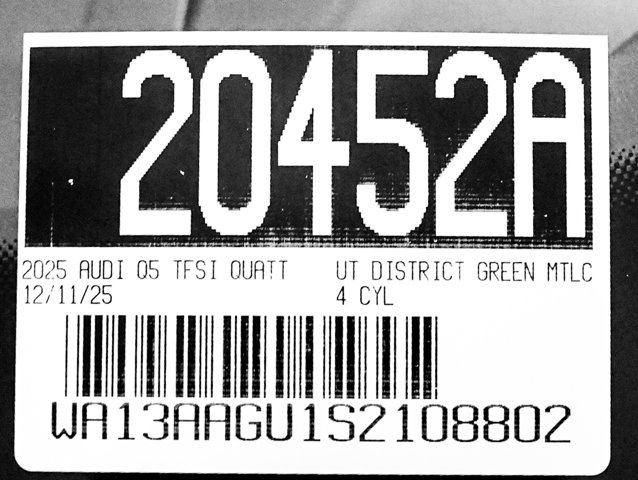 20452A
2025 AUDI Q5 TFSI QUATT UT DISTRICT GREEN MTLC
12/11/25 4 CYL
WA13AAGU1S2108802